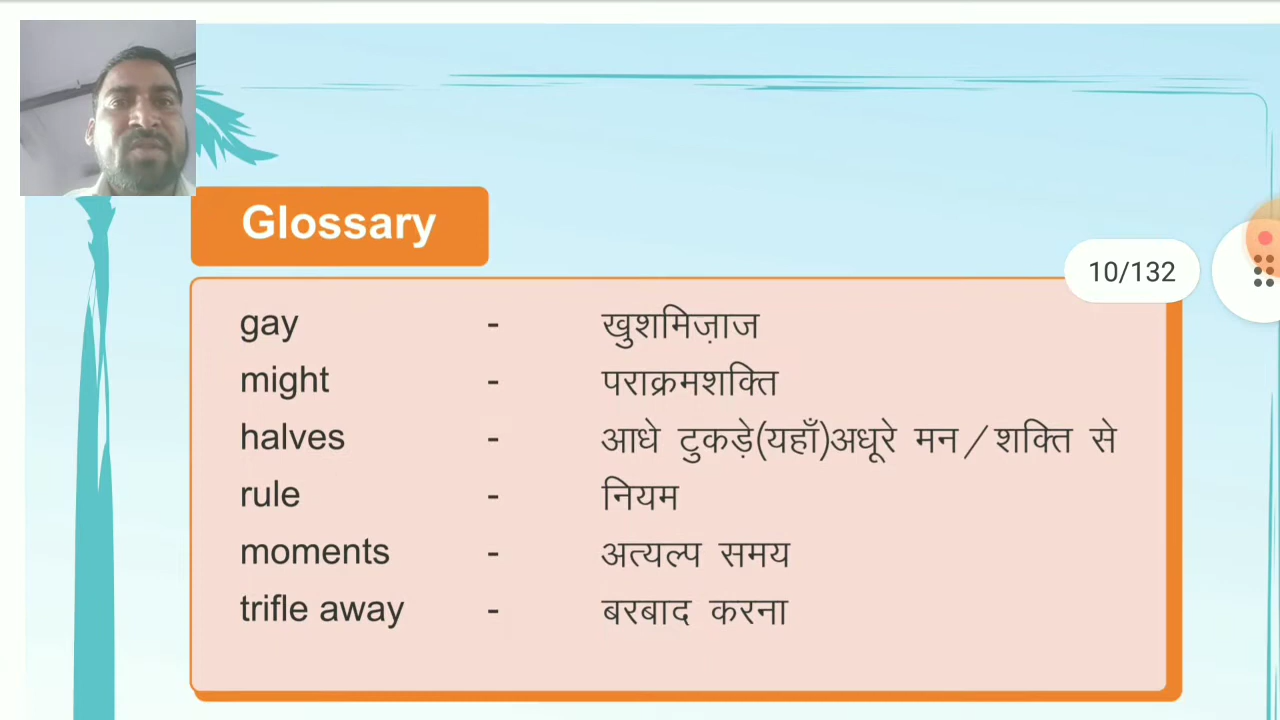 Glossary
10/132
gay - खुशमिज़ाज
might - पराक्रमशक्ति
halves - आधे टुकड़े(यहाँ)अधूरे मन/शक्ति से
rule - नियम
moments - अत्यल्प समय
trifle away - बरबाद करना